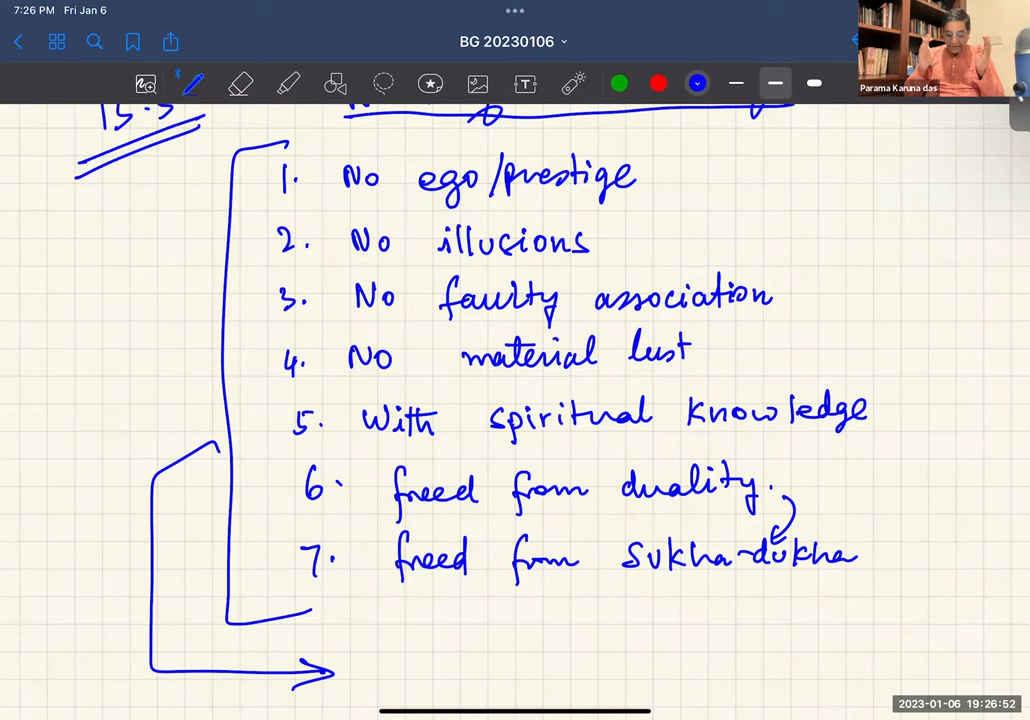 7:26 PM Fri Jan 6
BG 20230106
Parama Karuna das
15.5
1. No ego/prestige
2. No illusions
3. No faulty association
4. NO material lust
5. With spiritual knowledge
6. freed from duality.
7. freed from Sukha-dukha
2023-01-06 19:26:52